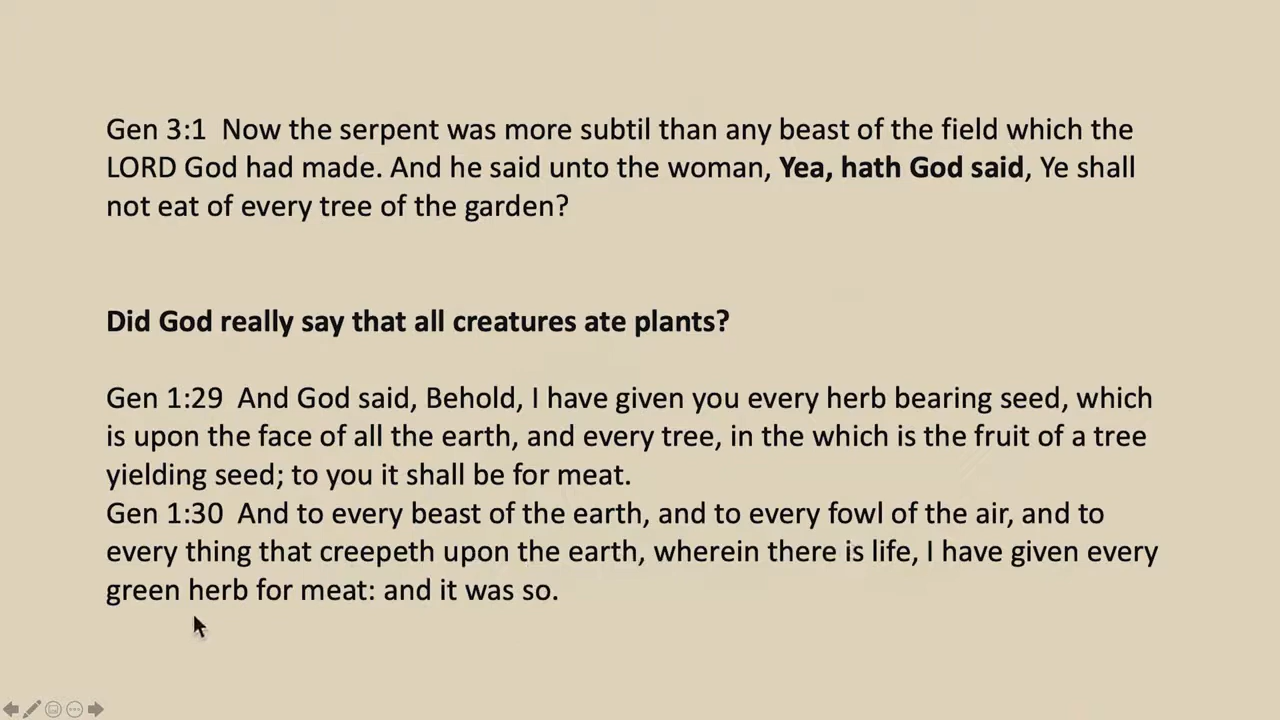 Gen 3:1  Now the serpent was more subtil than any beast of the field which the
LORD God had made. And he said unto the woman, Yea, hath God said, Ye shall
not eat of every tree of the garden?
Did God really say that all creatures ate plants?
Gen 1:29  And God said, Behold, I have given you every herb bearing seed, which
is upon the face of all the earth, and every tree, in the which is the fruit of a tree
yielding seed; to you it shall be for meat.
Gen 1:30  And to every beast of the earth, and to every fowl of the air, and to
every thing that creepeth upon the earth, wherein there is life, I have given every
green herb for meat: and it was so.